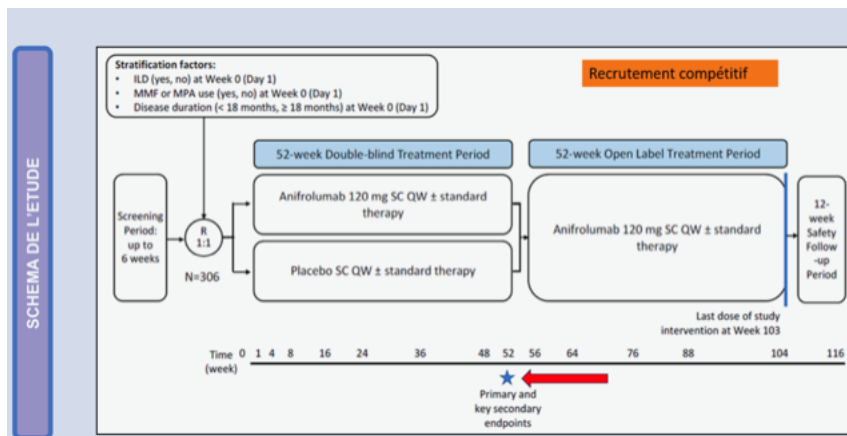 SCHEMA DE L'ETUDE
Stratification factors:
• ILD (yes, no) at Week 0 (Day 1)
• MMF or MPA use (yes, no) at Week 0 (Day 1)
• Disease duration (< 18 months, ≥ 18 months) at Week 0 (Day 1)
Recrutement compétitif
52-week Double-blind Treatment Period
52-week Open Label Treatment Period
Screening
Period:
up to
6 weeks
R
1:1
N=306
Anifrolumab 120 mg SC QW ± standard
therapy
Placebo SC QW ± standard therapy
Anifrolumab 120 mg SC QW ± standard
therapy
12-
week
Safety
Follow
-up
Period
Last dose of study
intervention at Week 103
Time 0 1 4 8 16 24 36 48 52 56 64 76 88 104 116
(week)
Primary and
key secondary
endpoints